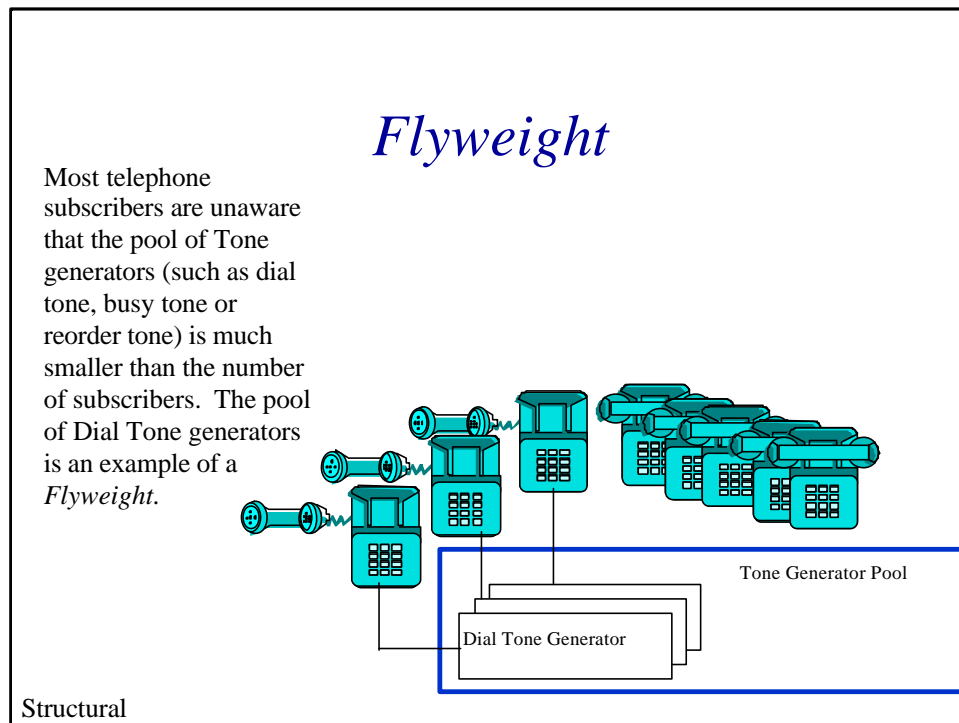 Flyweight
Most telephone
subscribers are unaware
that the pool of Tone
generators (such as dial
tone, busy tone or
reorder tone) is much
smaller than the number
of subscribers.  The pool
of Dial Tone generators
is an example of a
Flyweight.
Tone Generator Pool
Dial Tone Generator
Structural